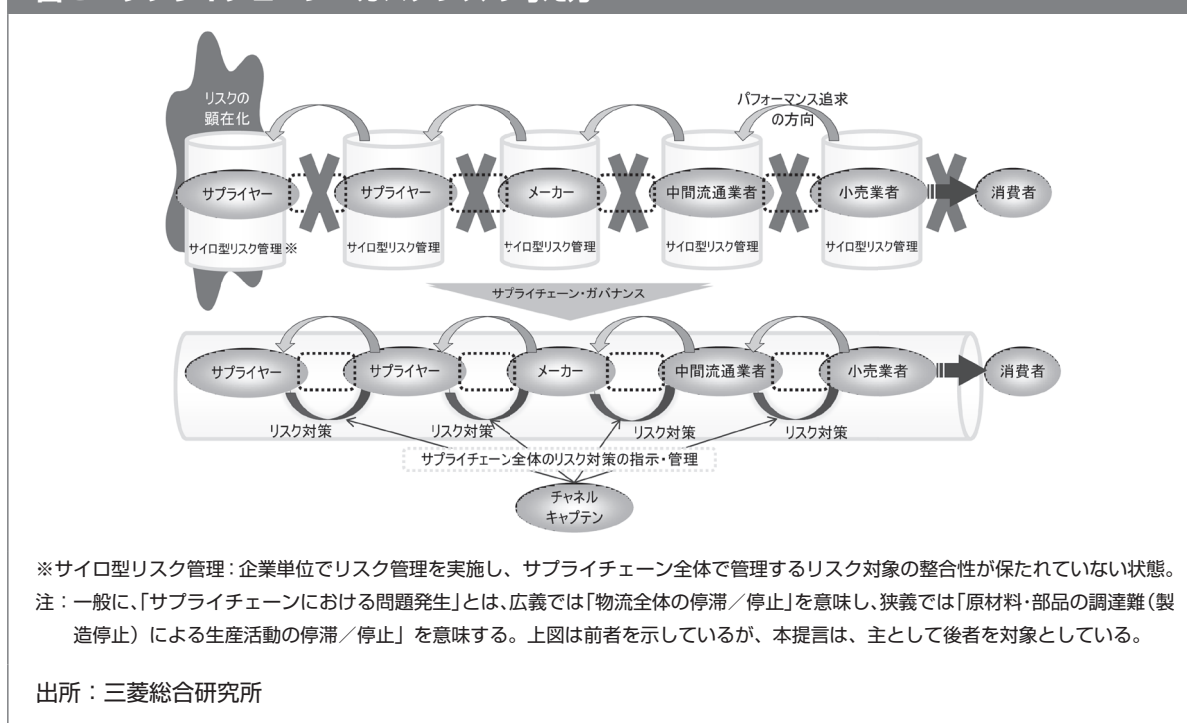 リスクの
顕在化
パフォーマンス追求
の方向
サプライヤー
サプライヤー
メーカー
中間流通業者
小売業者
消費者
サイロ型リスク管理※
サイロ型リスク管理
サイロ型リスク管理
サイロ型リスク管理
サイロ型リスク管理
サプライチェーン・ガバナンス
サプライヤー
サプライヤー
メーカー
中間流通業者
小売業者
消費者
リスク対策
リスク対策
リスク対策
リスク対策
サプライチェーン全体のリスク対策の指示・管理
チャネル
キャプテン
※サイロ型リスク管理:企業単位でリスク管理を実施し、サプライチェーン全体で管理するリスク対象の整合性が保たれていない状態。
注:一般に、「サプライチェーンにおける問題発生」とは、広義では「物流全体の停滞/停止」を意味し、狭義では「原材料・部品の調達難(製
造停止)による生産活動の停滞/停止」を意味する。上図は前者を示しているが、本提言は、主として後者を対象としている。
出所:三菱総合研究所